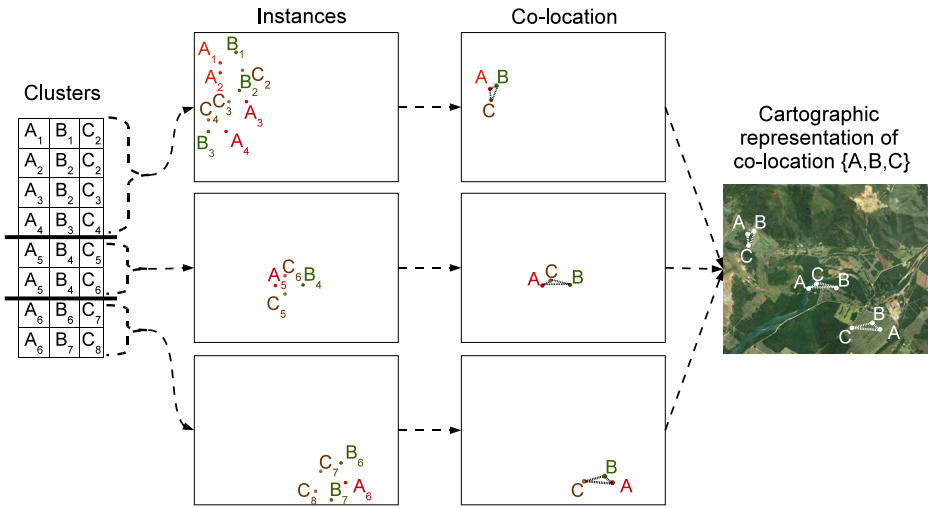 Instances
Co-location
Clusters
A1 B1 C2
A2 B2 C2
A3 B2 C3
A4 B3 C4
A5 B4 C5
A5 B4 C6
A6 B6 C7
A6 B7 C8
B1
A1
A2
C2
B2
C3
A3
C4
B3
A4
A5
C6
B4
C5
B6
C7
A6
C8
B7
A
B
C
A
C
B
B
C
A
Cartographic
representation of
co-location {A,B,C}
A B
C
A C B
B
C A